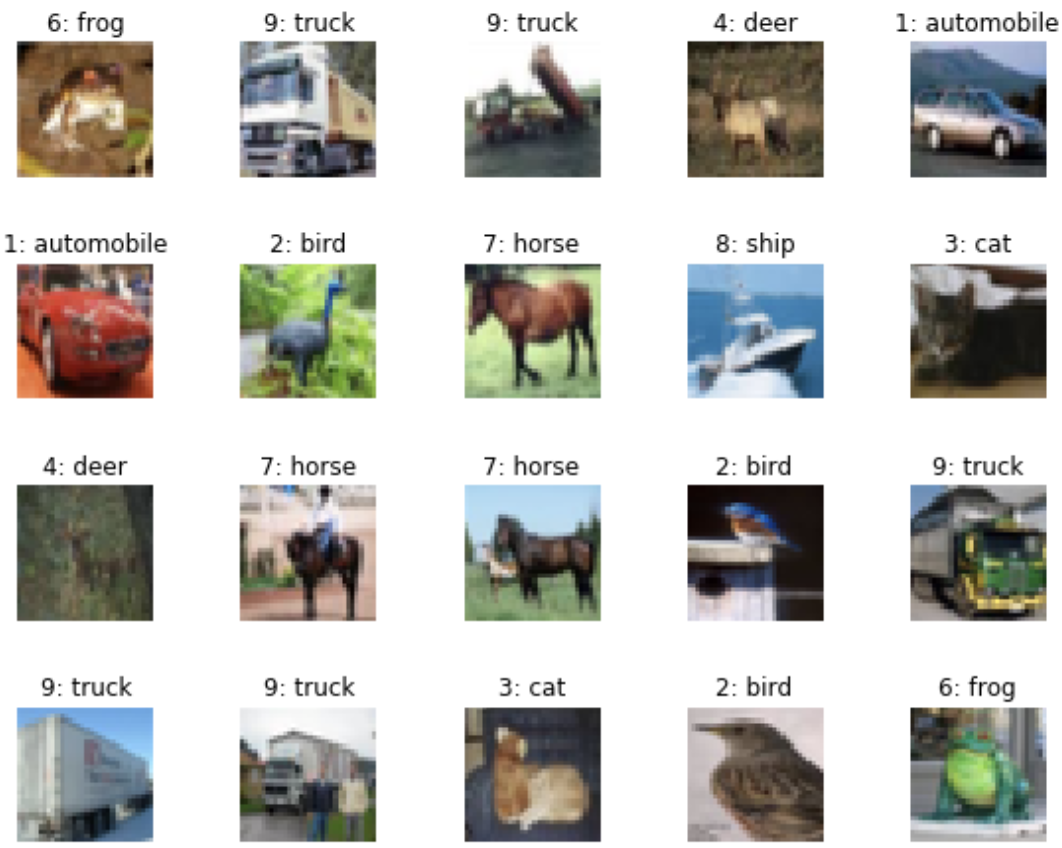 6: frog
9: truck
9: truck
4: deer
1: automobile
1: automobile
2: bird
7: horse
8: ship
3: cat
4: deer
7: horse
7: horse
2: bird
9: truck
9: truck
9: truck
3: cat
2: bird
6: frog